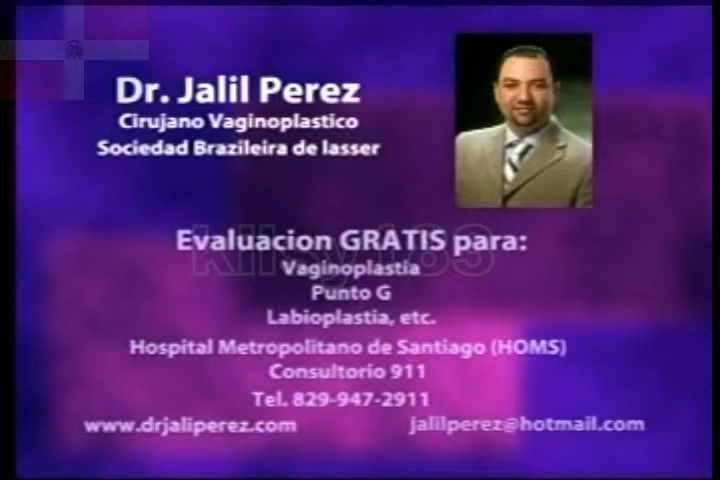 Dr. Jalil Perez
Cirujano Vaginoplastico
Sociedad Brazileira de lasser
Evaluacion GRATIS para:
kilsy183
Vaginoplastia
Punto G
Labioplastia, etc.
Hospital Metropolitano de Santiago (HOMS)
Consultorio 911
Tel. 829-947-2911
www.drjaliperez.com
jalilperez@hotmail.com